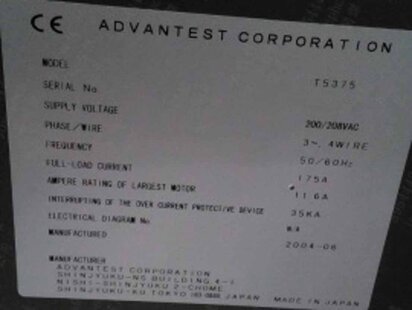 CE ADVANTEST CORPORATION
MODEL T5375
SERIAL No.
SUPPLY VOLTAGE 200/208VAC
PHASE/WIRE 3~, 4WIRE
FREQUENCY 50/60Hz
FULL-LOAD CURRENT 175A
AMPERE RATING OF LARGEST MOTOR 11.6A
INTERRUPTING OF THE OVER CURRENT PROTECTIVE DEVICE 35KA
ELECTRICAL DIAGRAM No.
MANUFACTURED 2004-06
MANUFACTURER
ADVANTEST CORPORATION
SHINJYUKU-NS BUILDING 4-1
NISHI-SHINJYUKU 2-CHOME
SHINJYUKU-KU TOKYO JAPAN MADE IN JAPAN